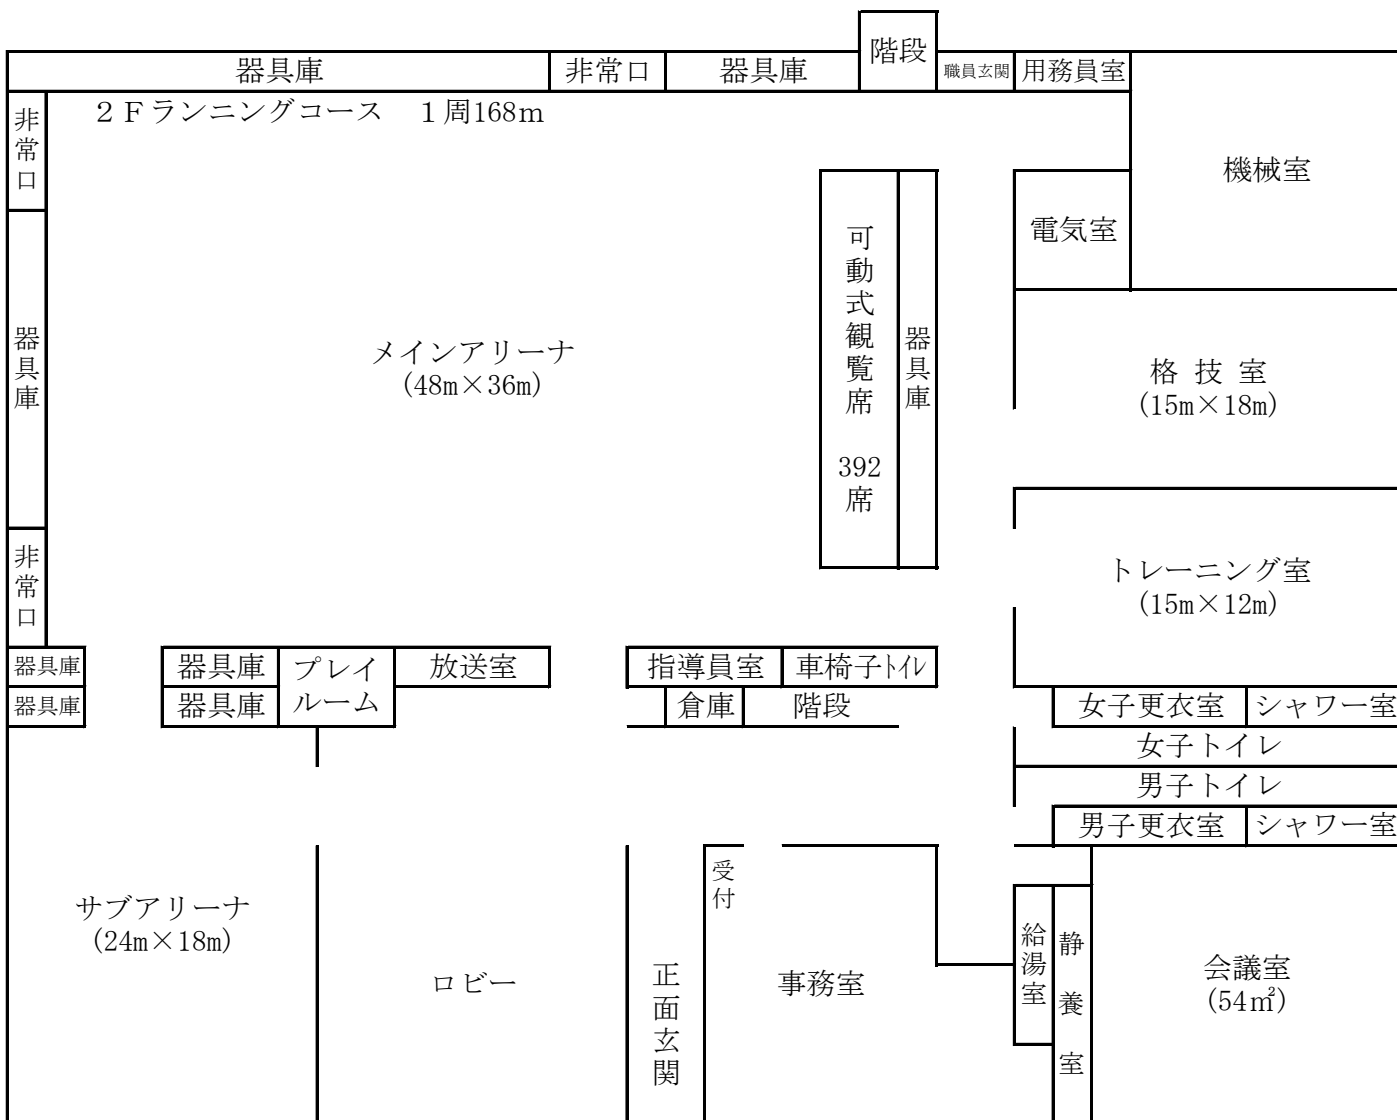 階段
器具庫
非常口
器具庫
職員玄関
用務員室
非常口
2Fランニングコース　1周168m
機械室
電気室
可動式観覧席　392席
器具庫
器具庫
メインアリーナ
(48m×36m)
格 技 室
(15m×18m)
非常口
トレーニング室
(15m×12m)
器具庫
器具庫
プレイ
ルーム
放送室
指導員室
車椅子トイレ
器具庫
器具庫
倉庫
階段
女子更衣室
シャワー室
女子トイレ
男子トイレ
男子更衣室
シャワー室
受付
サブアリーナ
(24m×18m)
ロビー
正面玄関
事務室
給湯室
静養室
会議室
(54㎡)